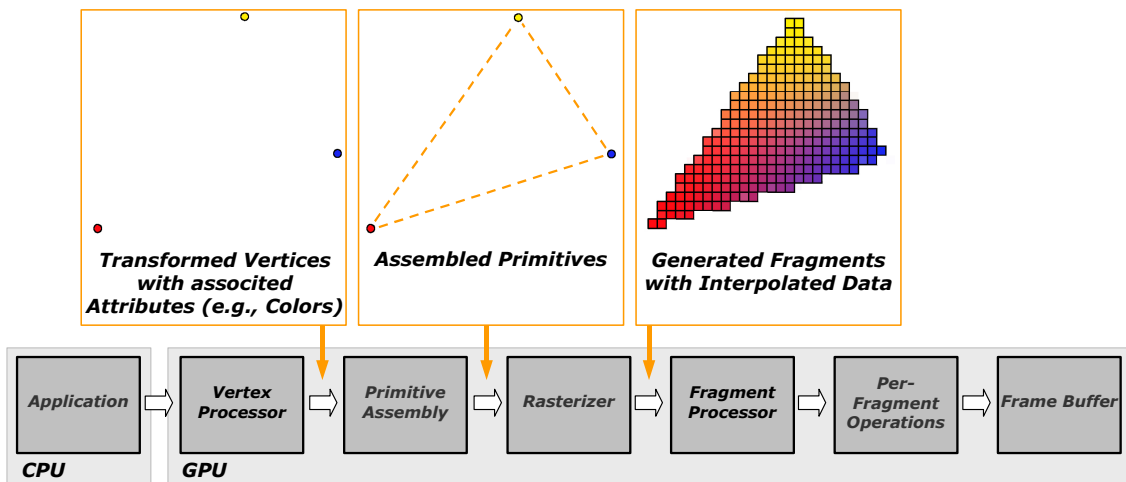 Transformed Vertices
with associted
Attributes (e.g., Colors)
Assembled Primitives
Generated Fragments
with Interpolated Data
Application
Vertex
Processor
Primitive
Assembly
Rasterizer
Fragment
Processor
Per-
Fragment
Operations
Frame Buffer
CPU
GPU